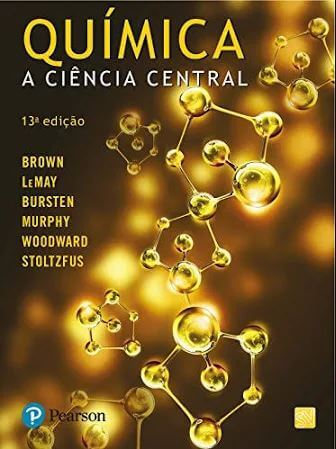 QUÍMICA
A CIÊNCIA CENTRAL
13ª edição
BROWN
LEMAY
BURSTEN
MURPHY
WOODWARD
STOLTZFUS
Pearson